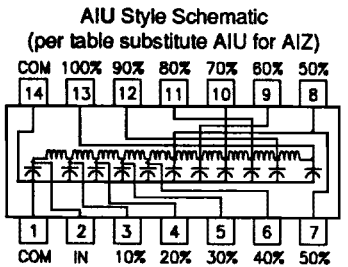 AIU Style Schematic
(per table substitute AIU for AIZ)
COM 100% 90% 80% 70% 60% 50%
14 13 12 11 10 9 8
1 2 3 4 5 6 7
COM IN 10% 20% 30% 40% 50%